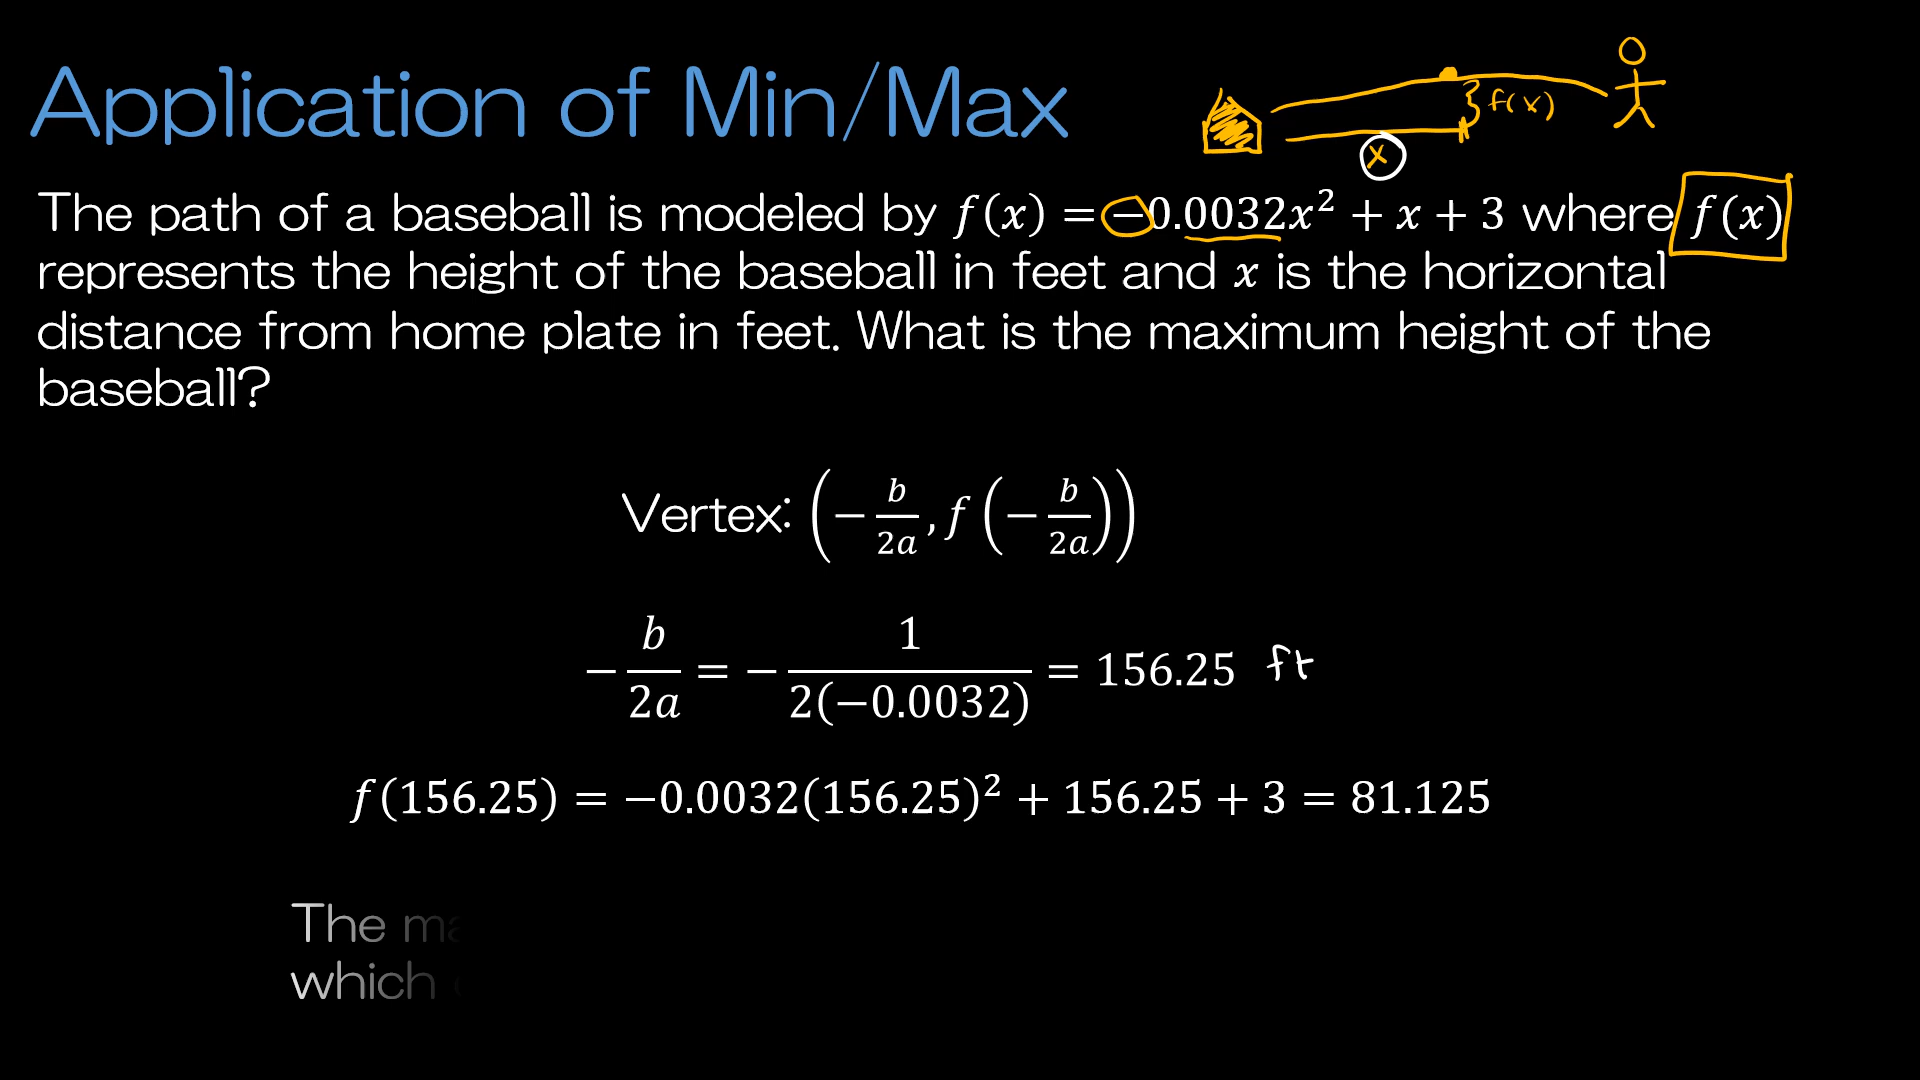 Application of Min/Max
f(x)
x
The path of a baseball is modeled by f(x) = −0.0032x² + x + 3 where f(x)
represents the height of the baseball in feet and x is the horizontal
distance from home plate in feet. What is the maximum height of the
baseball?
Vertex: (−b/2a, f(−b/2a))
−b/2a = −1/2(−0.0032) = 156.25 ft
f(156.25) = −0.0032(156.25)² + 156.25 + 3 = 81.125
The
which